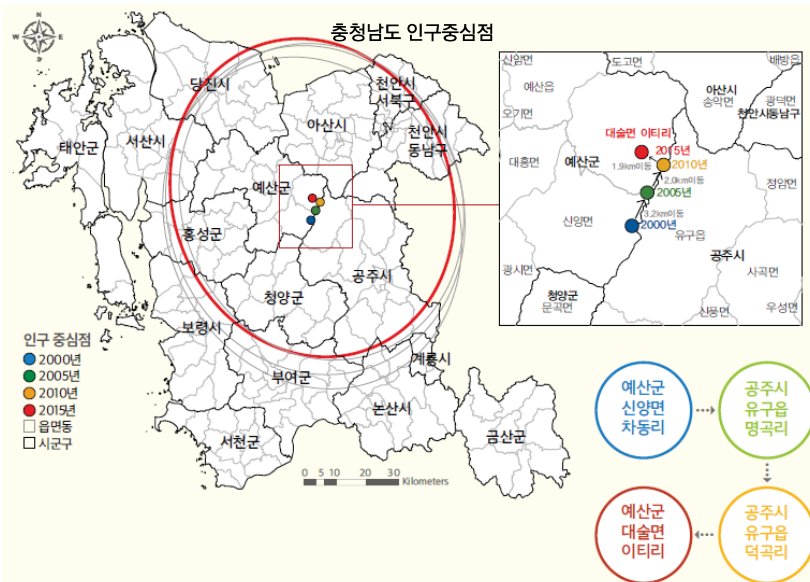 충청남도 인구중심점
N
W
E
S
당진시
천안시
서북구
아산시
천안시
동남구
서산시
태안군
예산군
홍성군
공주시
청양군
보령시
계룡시
부여군
논산시
서천군
금산군
인구 중심점
2000년
2005년
2010년
2015년
읍면동
시군구
0 5 10 20 30
Kilometers
신암면
도고면
배방읍
예산읍
아산시
송악면
광덕면
천안시동남구
오가면
대술면 이티리
2015년
대흥면
예산군
1.9km이동
2010년
2.0km이동
정안면
2005년
신양면
3.2km이동
2000년
유구읍
공주시
광시면
사곡면
청양군
운곡면
신풍면
우성면
예산군
신양면
차동리
공주시
유구읍
명곡리
예산군
대술면
이티리
공주시
유구읍
덕곡리